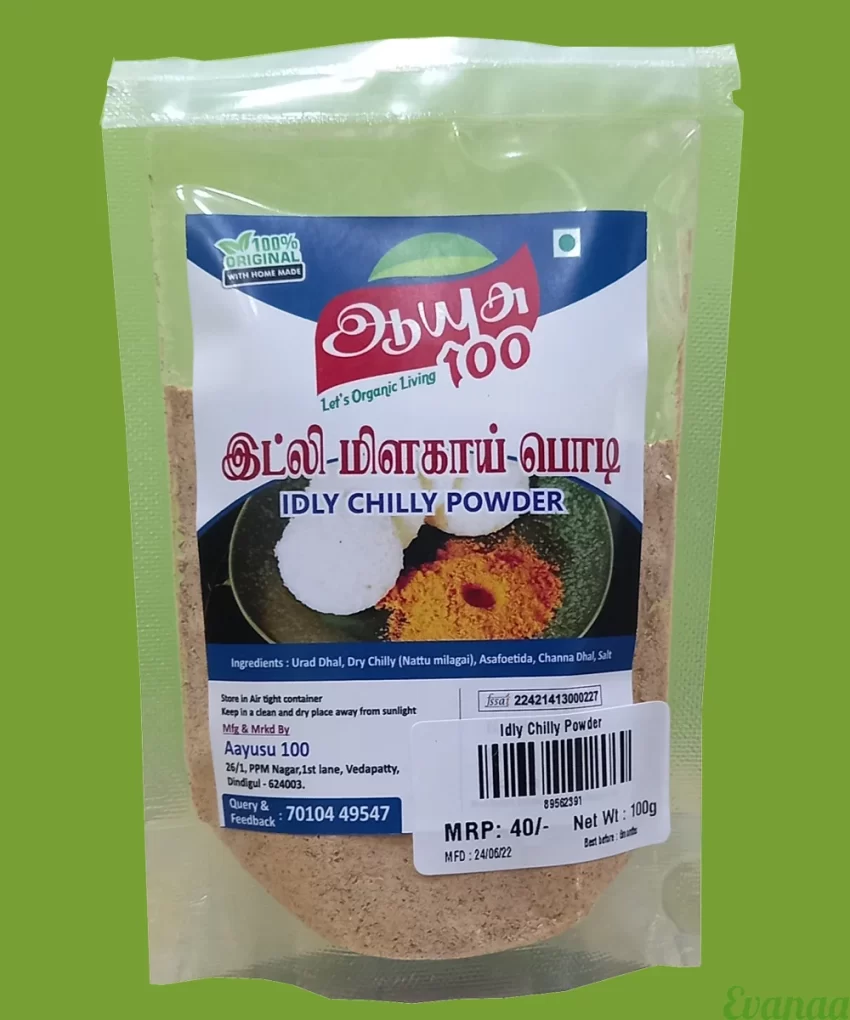 100%
ORIGINAL
WITH HOME MADE
ஆயுசு
100
Let's Organic Living
இட்லி-மிளகாய்-பொடி
IDLY CHILLY POWDER
Ingredients : Urad Dhal, Dry Chilly (Nattu milagai), Asafoetida, Channa Dhal, Salt
Store in Air tight container
Keep in a clean and dry place away from sunlight
Mfg & Mrkd By
Aayusu 100
26/1, PPM Nagar,1st lane, Vedapatty,
Dindigul - 624003.
Query &
Feedback : 70104 49547
fssai 22421413000227
Idly Chilly Powder
89562391
MRP: 40/- Net Wt : 100g
MFD : 24/06/22 Best before :
Evanaa